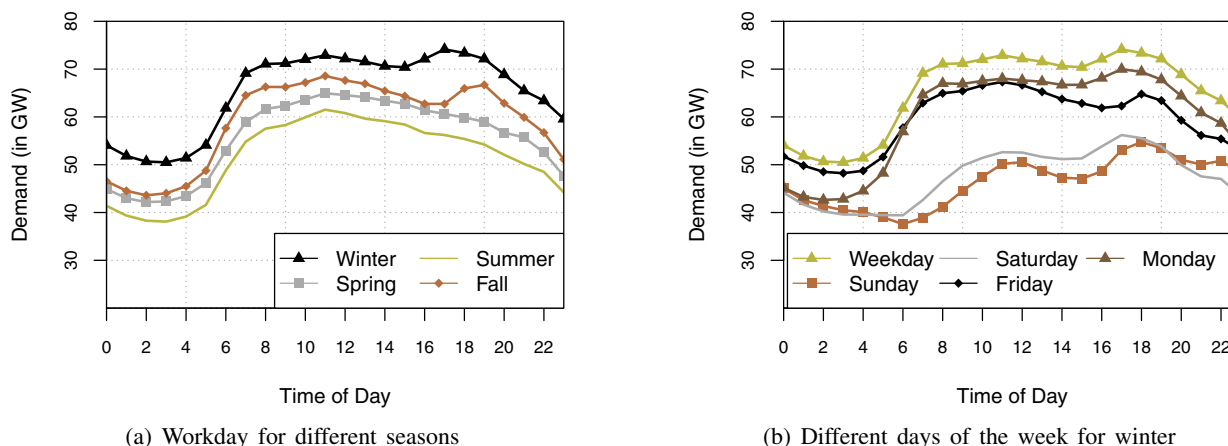 80
70
60
50
40
30
Demand (in GW)
Winter
Spring
Summer
Fall
0 2 4 6 8 10 12 14 16 18 20 22
Time of Day
(a) Workday for different seasons
80
70
60
50
40
30
Demand (in GW)
Weekday
Sunday
Saturday
Friday
Monday
0 2 4 6 8 10 12 14 16 18 20 22
Time of Day
(b) Different days of the week for winter